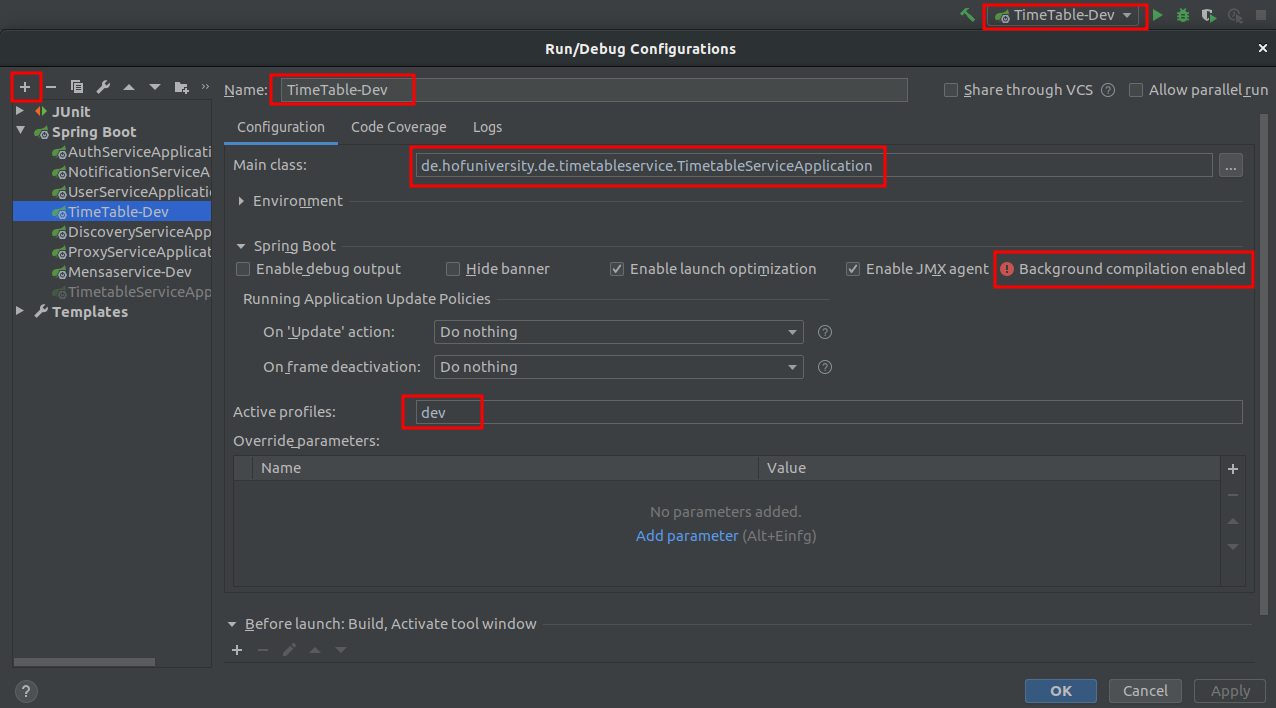 TimeTable-Dev
Run/Debug Configurations
Name: TimeTable-Dev
Share through VCS ? Allow parallel run
JUnit
Spring Boot
AuthServiceApplicati
NotificationServiceA
UserServiceApplicatio
TimeTable-Dev
DiscoveryServiceApp
ProxyServiceApplicat
Mensaservice-Dev
TimetableServiceApp
Templates
Configuration Code Coverage Logs
Main class: de.hofuniversity.de.timetableservice.TimetableServiceApplication ...
Environment
Spring Boot
Enable debug output Hide banner Enable launch optimization Enable JMX agent ! Background compilation enabled
Running Application Update Policies
On 'Update' action: Do nothing ?
On frame deactivation: Do nothing ?
Active profiles: dev
Override parameters:
Name Value
No parameters added.
Add parameter (Alt+Einfg)
Before launch: Build, Activate tool window
? OK Cancel Apply